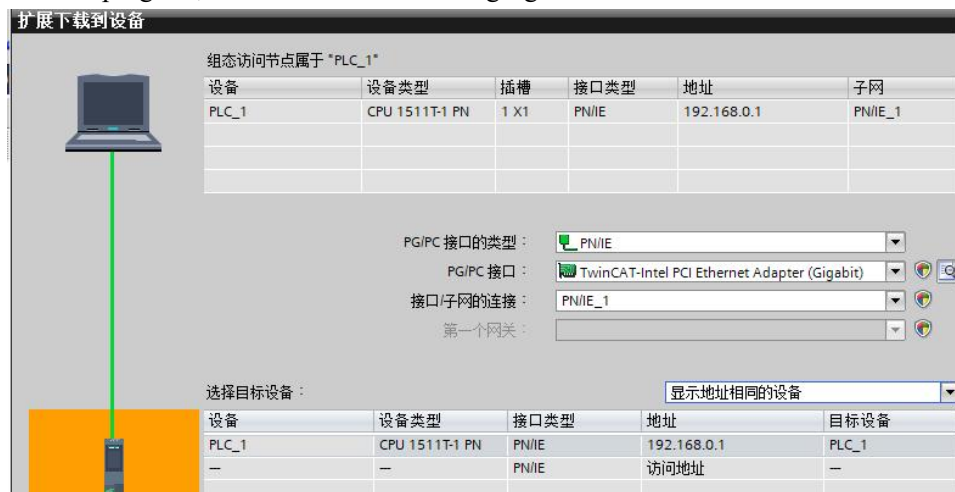 扩展下载到设备
组态访问节点属于 "PLC_1"
设备 设备类型 插槽 接口类型 地址 子网
PLC_1 CPU 1511T-1 PN 1 X1 PN/IE 192.168.0.1 PN/IE_1
PG/PC 接口的类型： PN/IE
PG/PC 接口： TwinCAT-Intel PCI Ethernet Adapter (Gigabit)
接口/子网的连接： PN/IE_1
第一个网关：
选择目标设备： 显示地址相同的设备
设备 设备类型 接口类型 地址 目标设备
PLC_1 CPU 1511T-1 PN PN/IE 192.168.0.1 PLC_1
— — PN/IE 访问地址 —